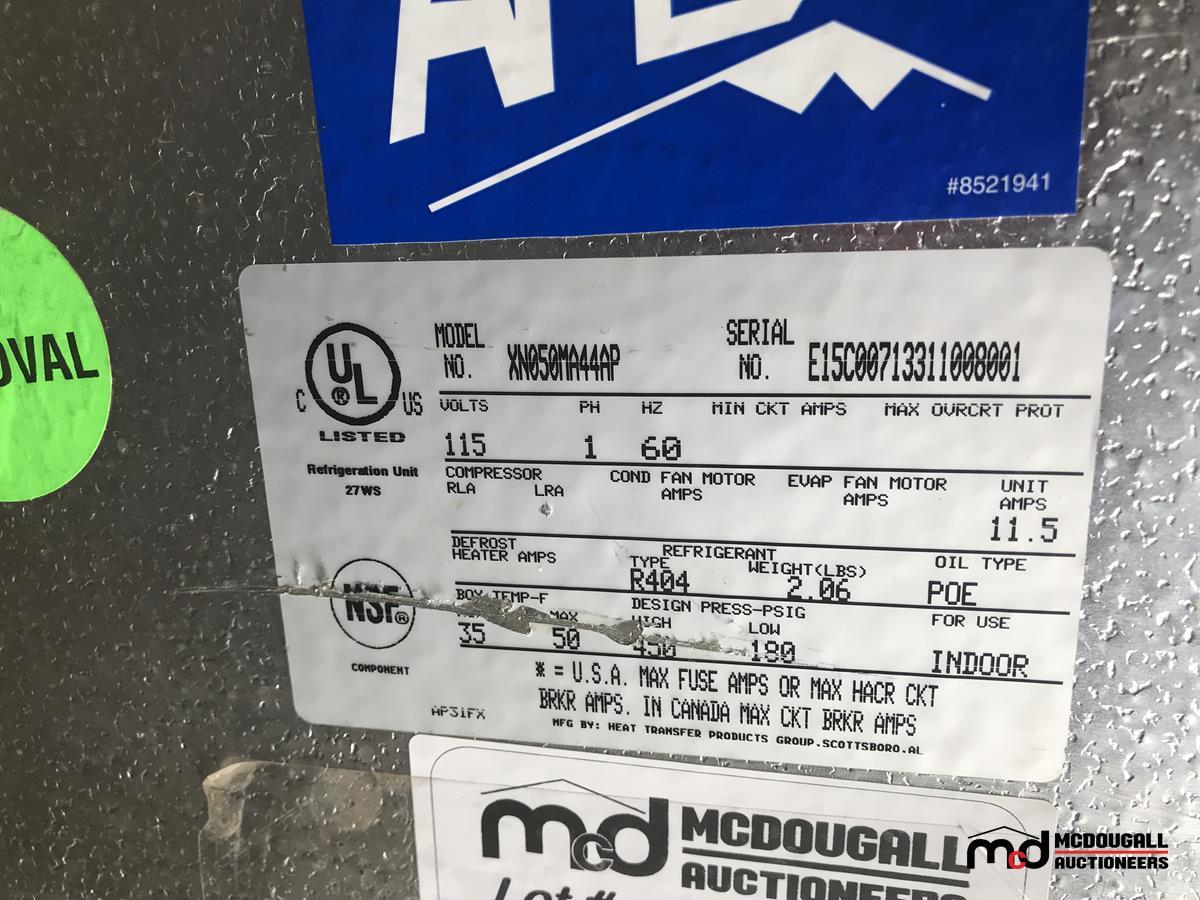 #8521941
OVAL
UL
®
C US
LISTED
Refrigeration Unit
27WS
NSF®
COMPONENT
AP31FX
MODEL NO. XN050MA44AP SERIAL NO. E15C00713311008001
VOLTS PH HZ MIN CKT AMPS MAX OVRCRT PROT
115 1 60
COMPRESSOR COND FAN MOTOR EVAP FAN MOTOR UNIT
RLA LRA AMPS AMPS AMPS
11.5
DEFROST REFRIGERANT
HEATER AMPS TYPE WEIGHT(LBS) OIL TYPE
R404 2.06 POE
BOX TEMP-F DESIGN PRESS-PSIG FOR USE
MAX HIGH LOW
35 50 450 180 INDOOR
* = U.S.A. MAX FUSE AMPS OR MAX HACR CKT
BRKR AMPS. IN CANADA MAX CKT BRKR AMPS
MFG BY: HEAT TRANSFER PRODUCTS GROUP.SCOTTSBORO.AL
mcd MCDOUGALL
AUCTIONEERS
Lot #
mcd MCDOUGALL
AUCTIONEERS